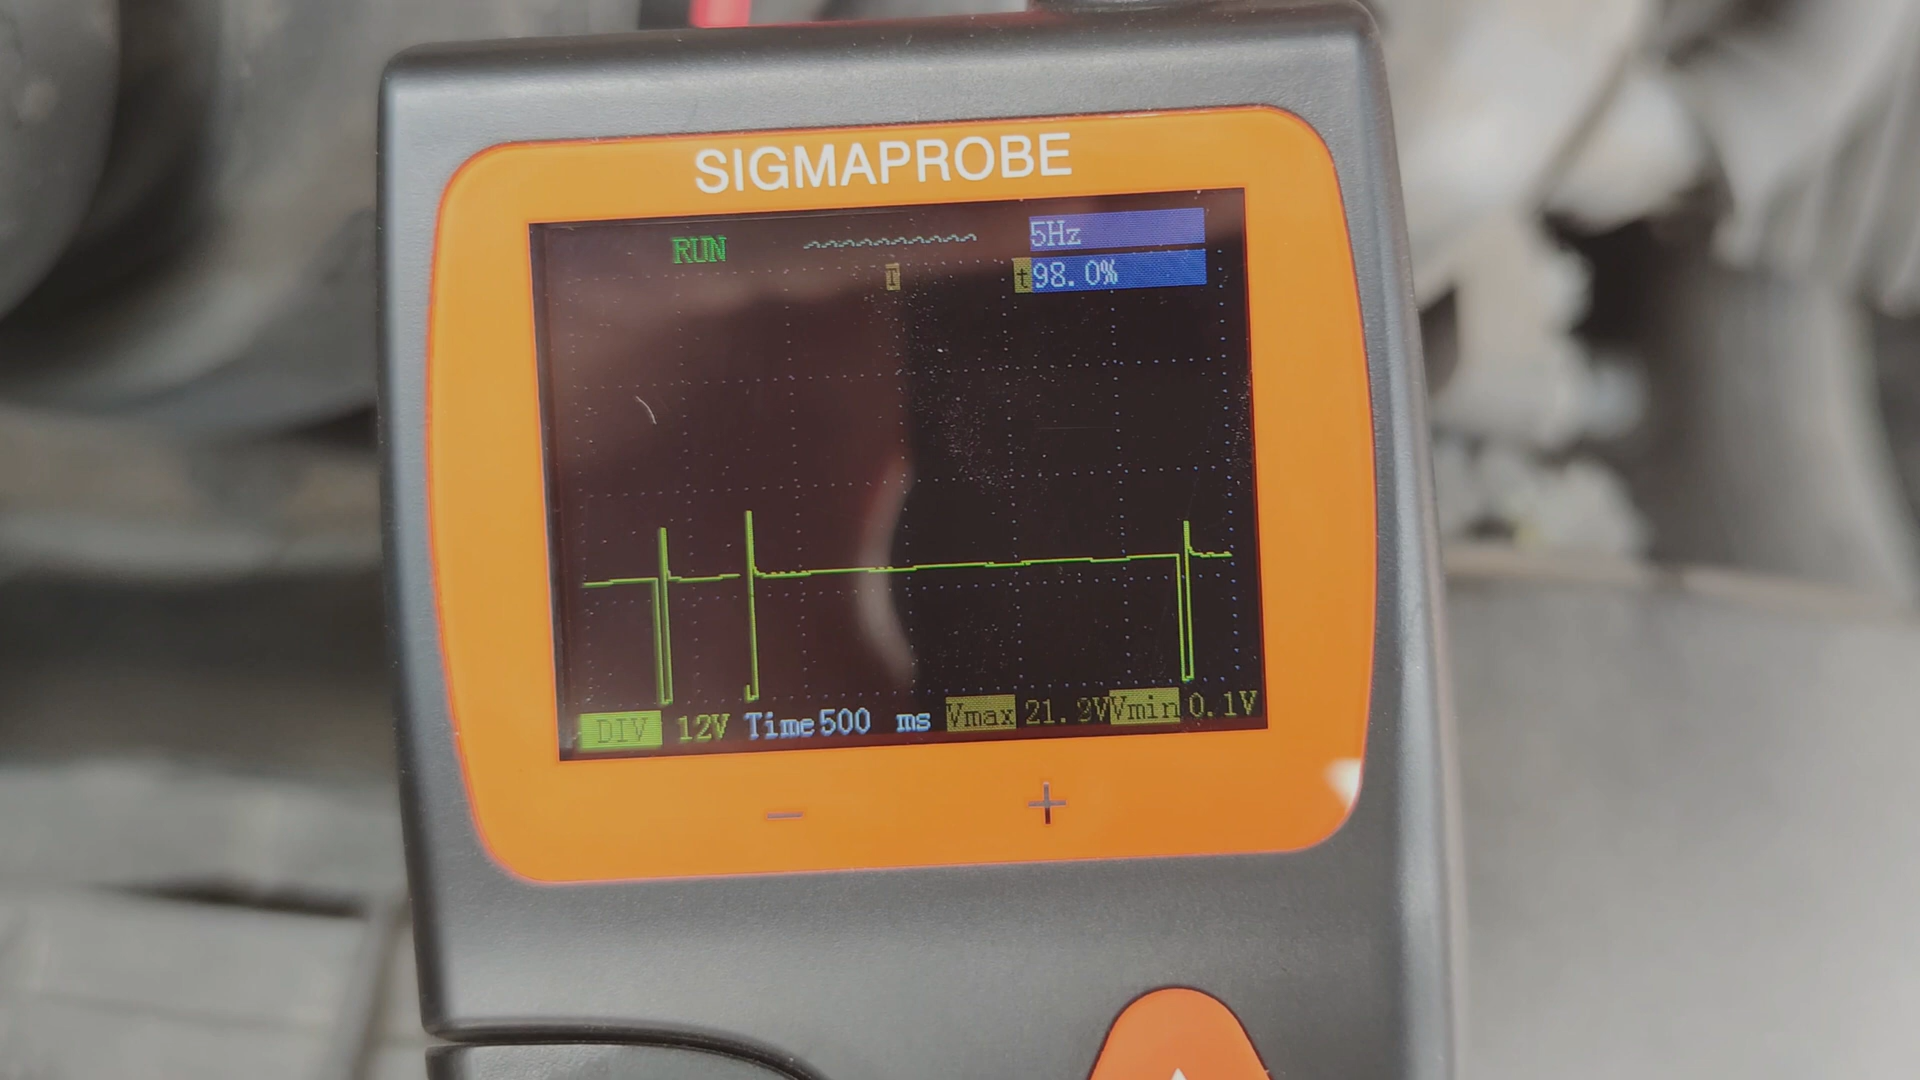 SIGMAPROBE
RUN
5Hz
T
t 98.0%
DIV 12V Time 500 ms Vmax 21.9V Vmin 0.1V
− +